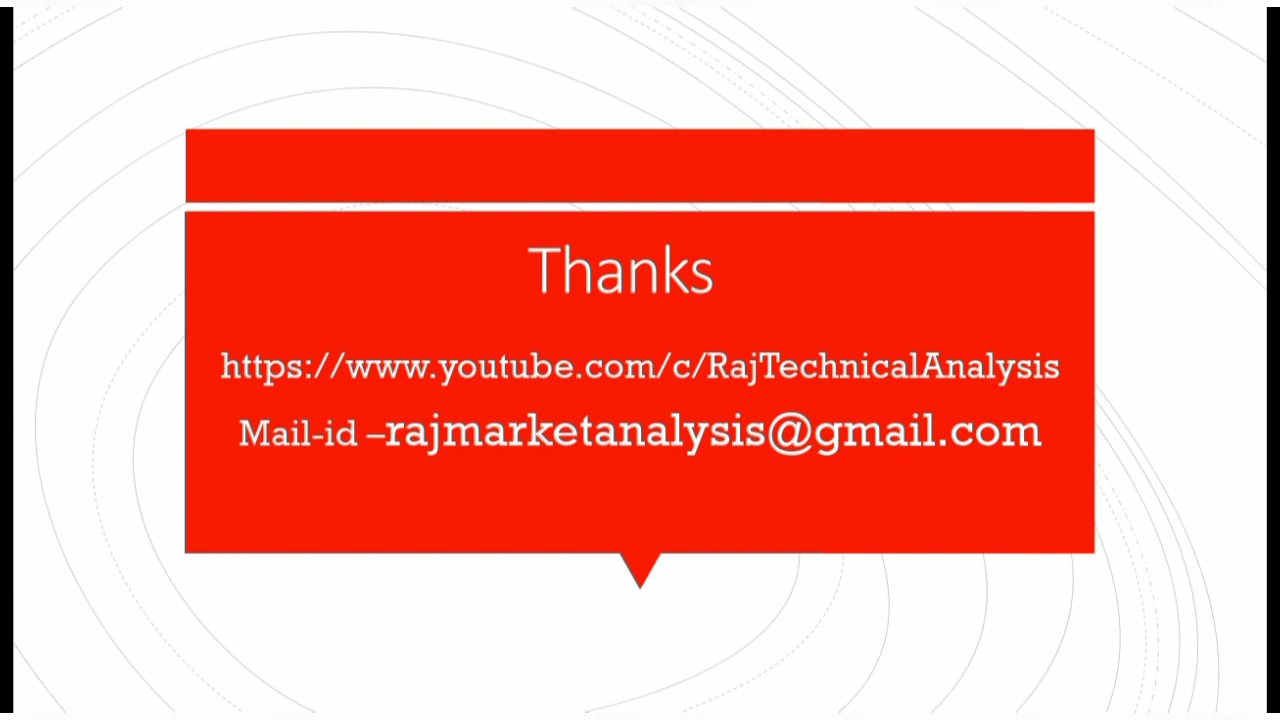 Thanks
https://www.youtube.com/c/RajTechnicalAnalysis
Mail-id –rajmarketanalysis@gmail.com